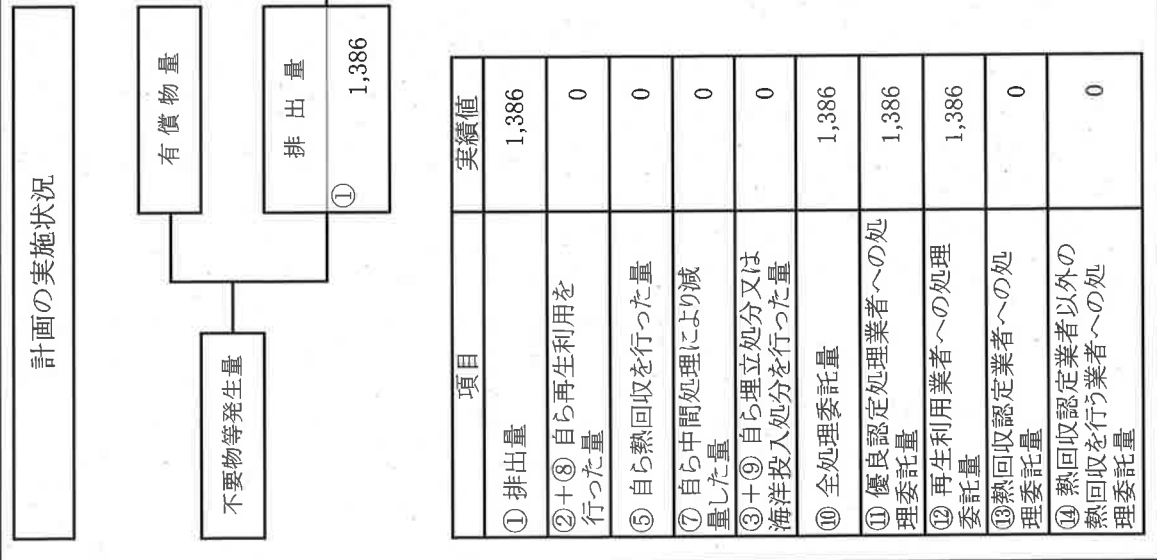 計画の実施状況
不要物等発生量
有償物量
排出量
①
1,386
項目
実績値
① 排出量
1,386
②+⑧ 自ら再生利用を
行った量
0
⑤ 自ら熱回収を行った量
0
⑦ 自ら中間処理により減
量した量
0
③+⑨ 自ら埋立処分又は
海洋投入処分を行った量
0
⑩ 全処理委託量
1,386
⑪ 優良認定処理業者への処
理委託量
1,386
⑫ 再生利用業者への処理
委託量
1,386
⑬熱回収認定業者への処
理委託量
0
⑭ 熱回収認定業者以外の
熱回収を行う業者への処
理委託量
0